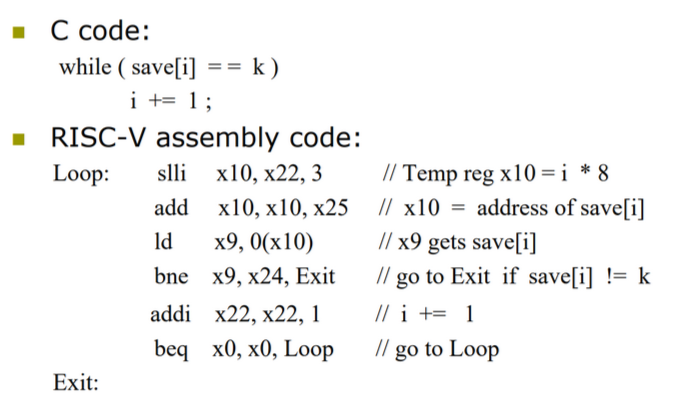 ■ C code:
while ( save[i] == k )
i += 1 ;
■ RISC-V assembly code:
Loop: slli x10, x22, 3 // Temp reg x10 = i * 8
add x10, x10, x25 // x10 = address of save[i]
ld x9, 0(x10) // x9 gets save[i]
bne x9, x24, Exit // go to Exit if save[i] != k
addi x22, x22, 1 // i += 1
beq x0, x0, Loop // go to Loop
Exit: